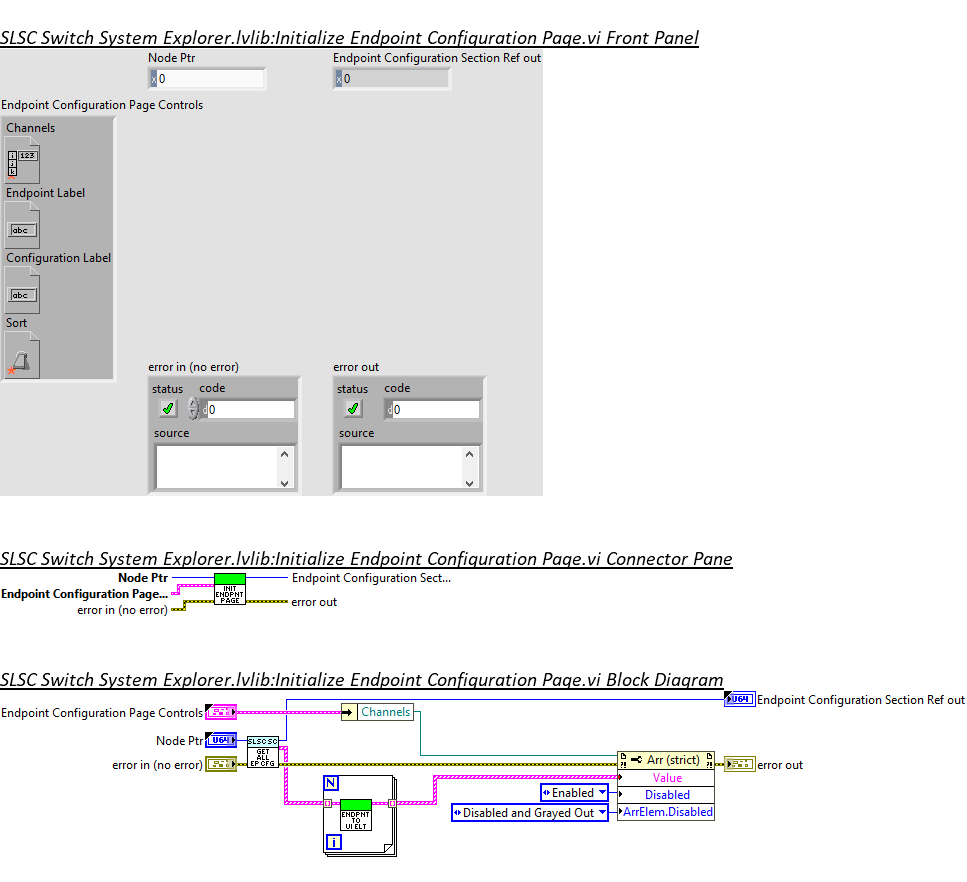 SLSC Switch System Explorer.lvlib:Initialize Endpoint Configuration Page.vi Front Panel
Node Ptr
Endpoint Configuration Section Ref out
x 0
x 0
Endpoint Configuration Page Controls
Channels
i 123
j
k
Endpoint Label
abc
Configuration Label
abc
Sort
error in (no error)
error out
status code
status code
d 0
d 0
source
source
SLSC Switch System Explorer.lvlib:Initialize Endpoint Configuration Page.vi Connector Pane
Node Ptr
Endpoint Configuration Sect...
Endpoint Configuration Page...
INIT
ENDPNT
PAGE
error in (no error)
error out
SLSC Switch System Explorer.lvlib:Initialize Endpoint Configuration Page.vi Block Diagram
U64
Endpoint Configuration Section Ref out
Endpoint Configuration Page Controls
Channels
Node Ptr
U64
SLSC SC
GET
ALL
EP CFG
error in (no error)
Arr (strict)
error out
Value
N
Enabled
Disabled
Disabled and Grayed Out
ArrElem.Disabled
ENDPNT
TO
UI ELT
i